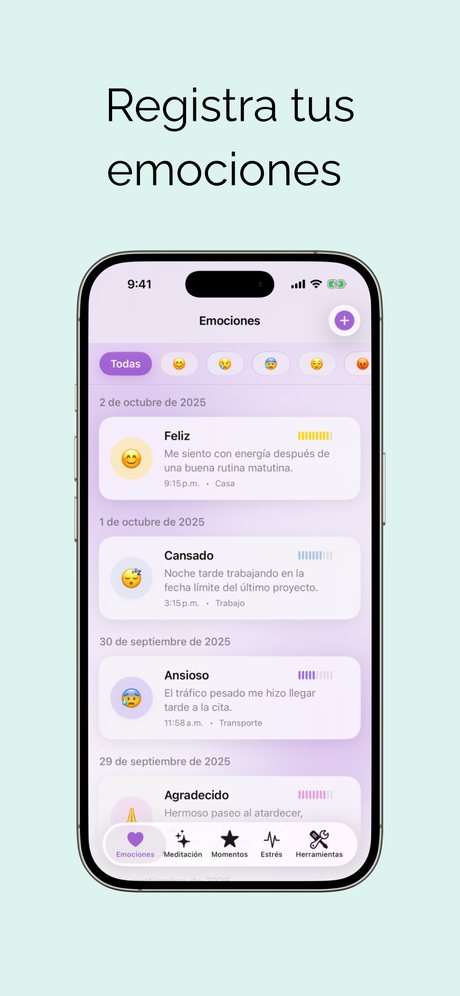 Registra tus
emociones
9:41
Emociones
Todas
2 de octubre de 2025
Feliz
Me siento con energía después de
una buena rutina matutina.
9:15 p.m. • Casa
1 de octubre de 2025
Cansado
Noche tarde trabajando en la
fecha límite del último proyecto.
3:15 p.m. • Trabajo
30 de septiembre de 2025
Ansioso
El tráfico pesado me hizo llegar
tarde a la cita.
11:58 a.m. • Transporte
29 de septiembre de 2025
Agradecido
Hermoso paseo al atardecer,
Emociones Meditación Momentos Estrés Herramientas
septiembre de 2025